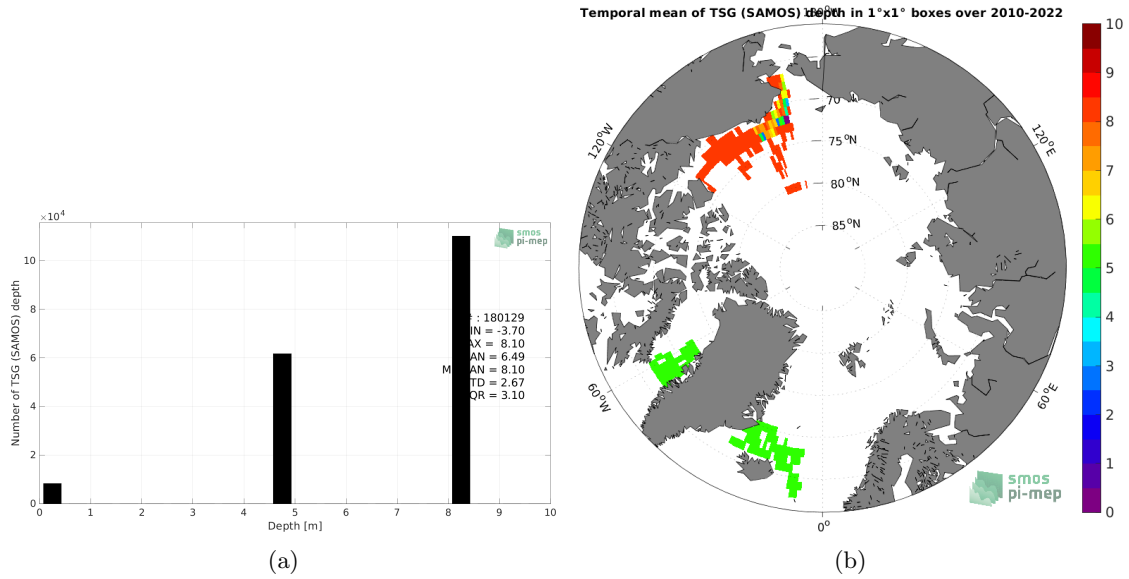 Temporal mean of TSG (SAMOS) depth in 1°x1° boxes over 2010-2022
×10⁴
10
8
6
4
2
0
Number of TSG (SAMOS) depth
smos
pi-mep
: 180129
IN = -3.70
AX = 8.10
AN = 6.49
M AN = 8.10
TD = 2.67
QR = 3.10
0 1 2 3 4 5 6 7 8 9 10
Depth [m]
(a)
120°W
70°N
75°N
80°N
85°N
120°E
60°W
60°E
0°
smos
pi-mep
10
9
8
7
6
5
4
3
2
1
0
(b)